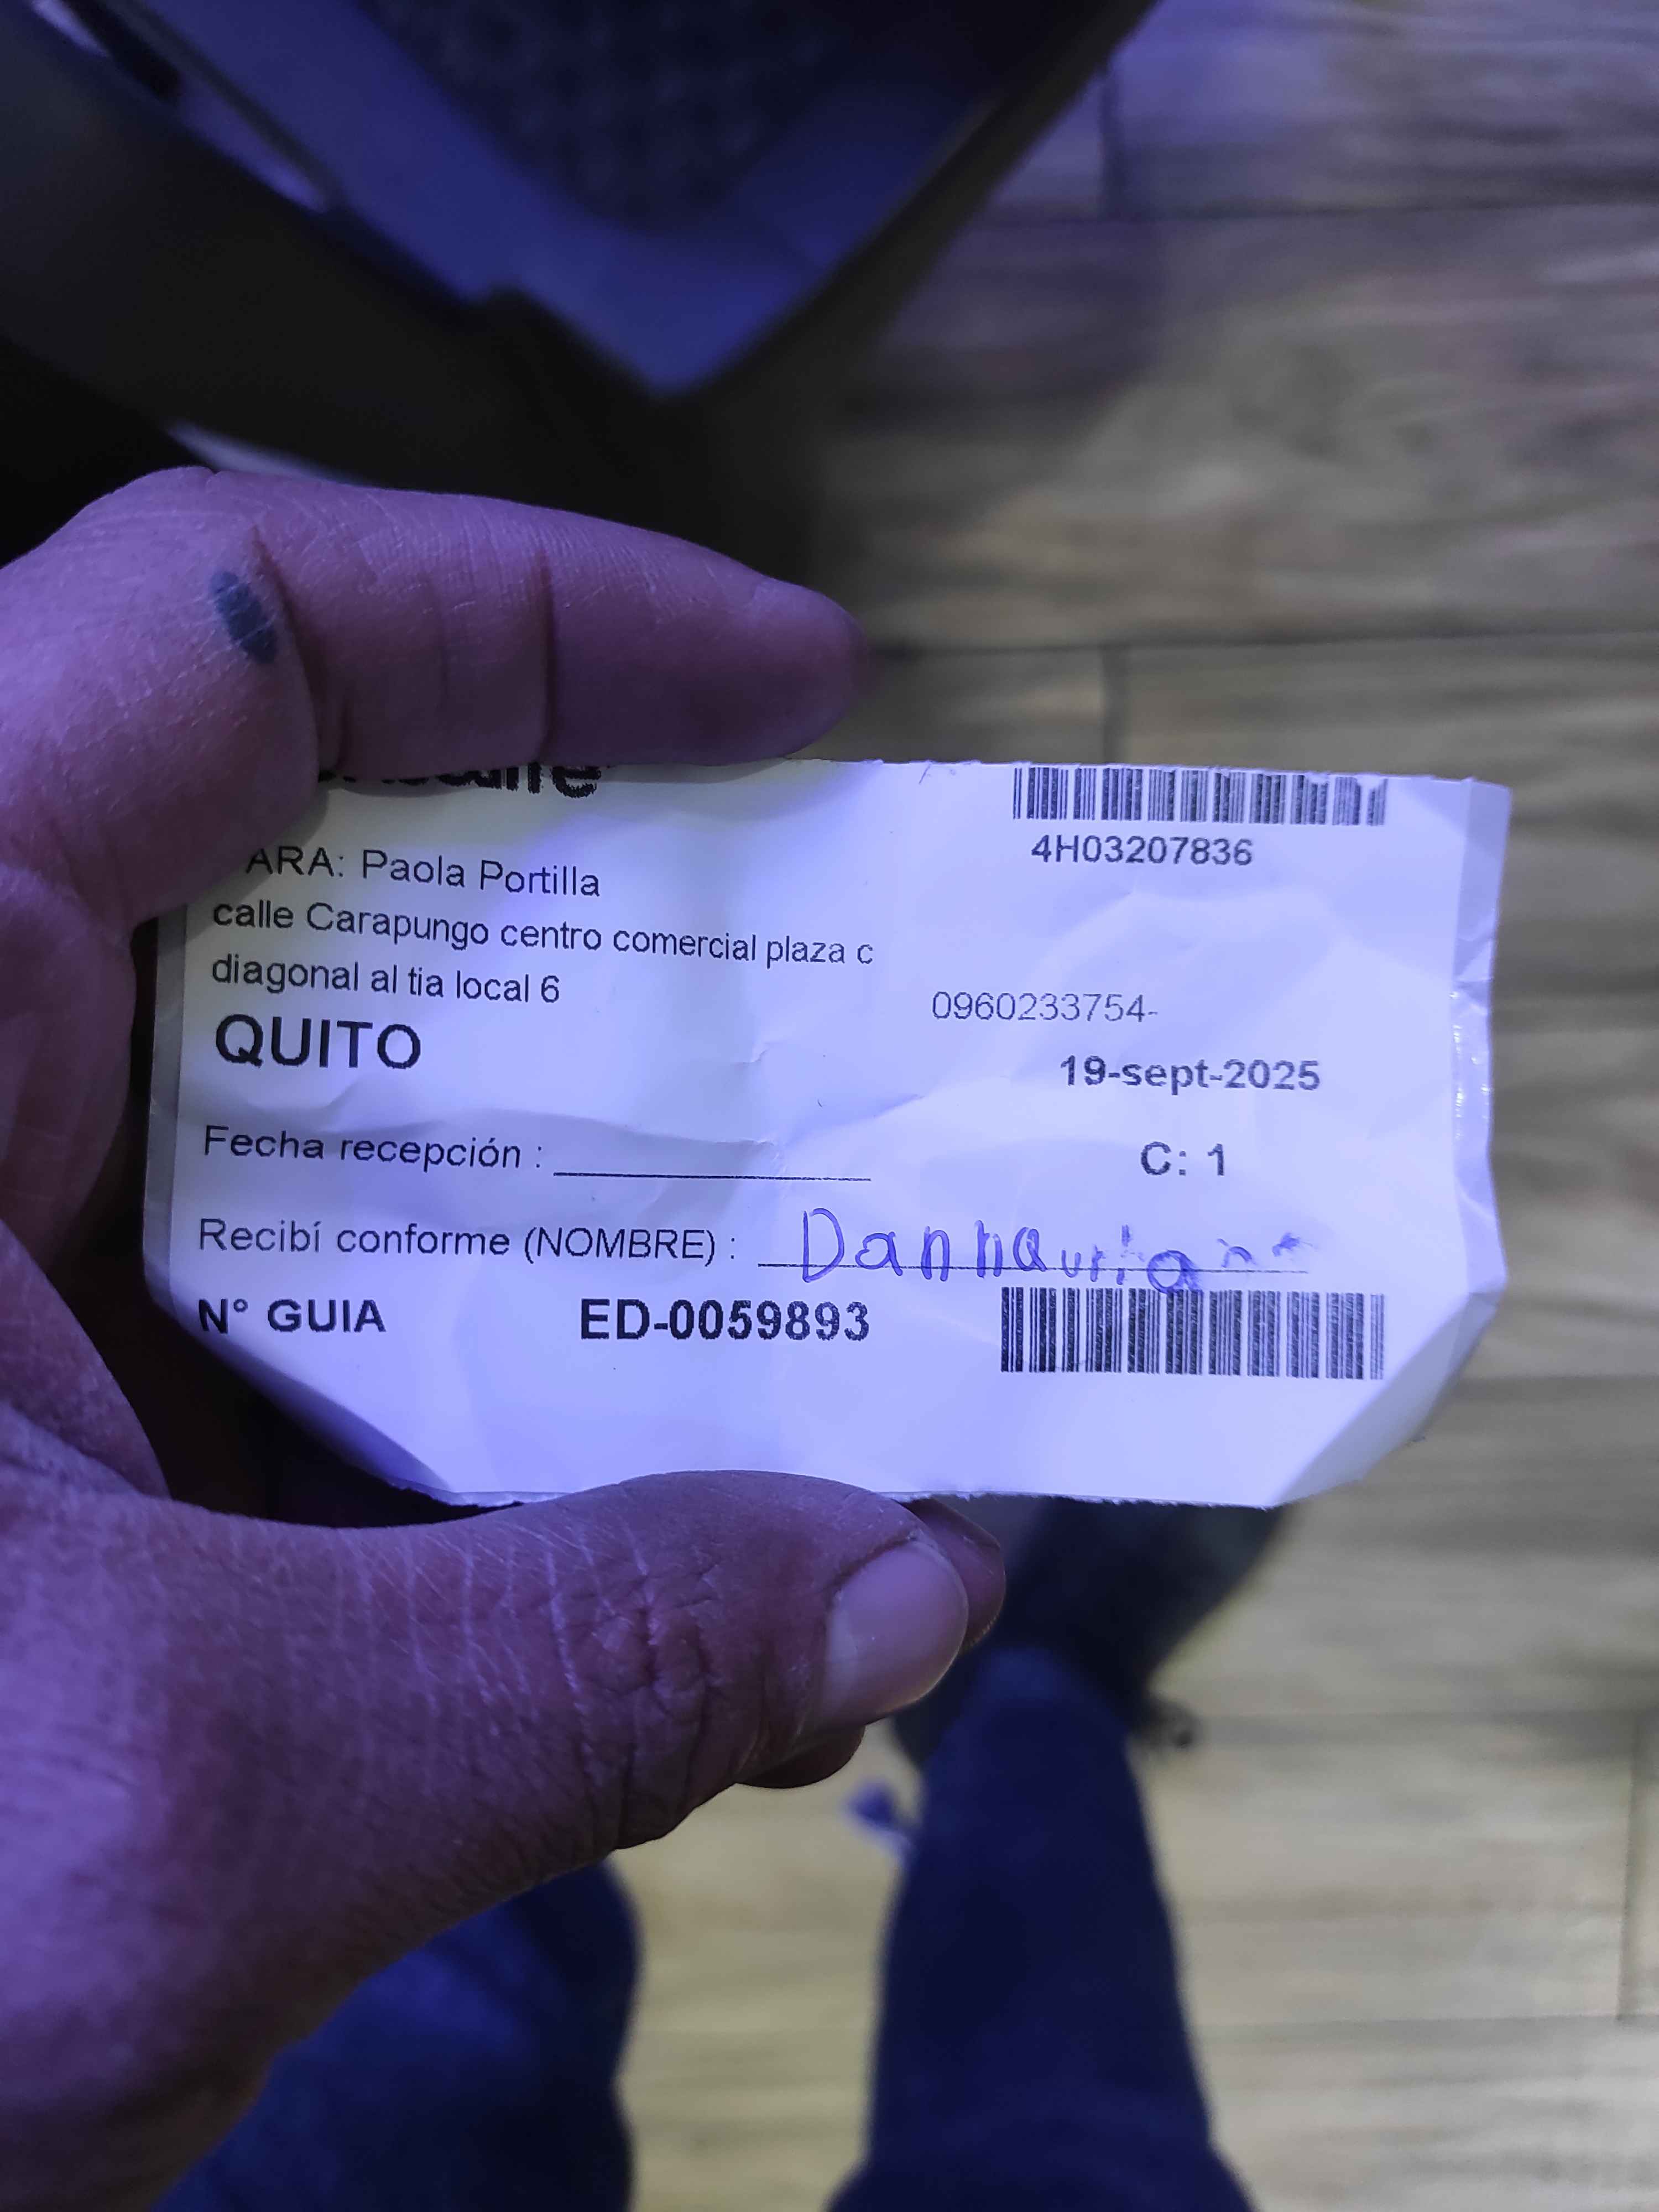 4H03207836
ARA: Paola Portilla
calle Carapungo centro comercial plaza c
diagonal al tia local 6
0960233754-
QUITO
19-sept-2025
Fecha recepción :
C: 1
Recibí conforme (NOMBRE) :
N° GUIA ED-0059893